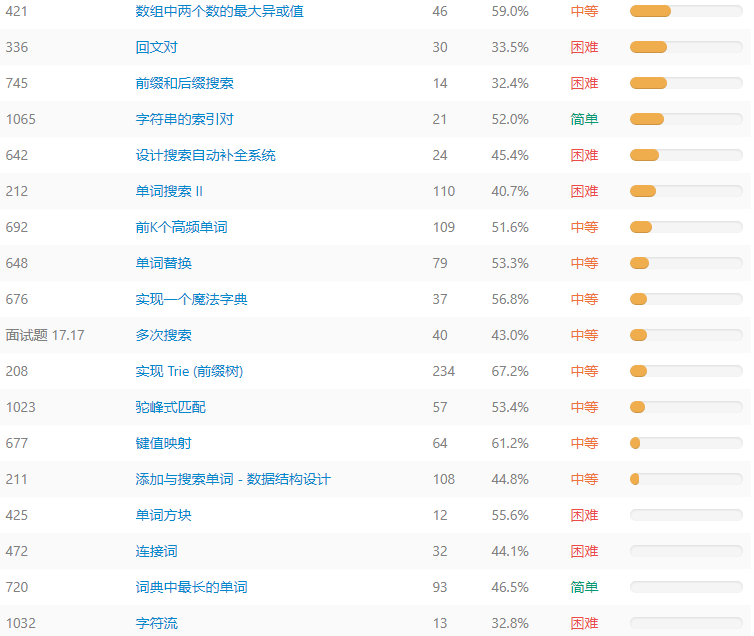 421 数组中两个数的最大异或值 46 59.0% 中等
336 回文对 30 33.5% 困难
745 前缀和后缀搜索 14 32.4% 困难
1065 字符串的索引对 21 52.0% 简单
642 设计搜索自动补全系统 24 45.4% 困难
212 单词搜索 II 110 40.7% 困难
692 前K个高频单词 109 51.6% 中等
648 单词替换 79 53.3% 中等
676 实现一个魔法字典 37 56.8% 中等
面试题 17.17 多次搜索 40 43.0% 中等
208 实现 Trie (前缀树) 234 67.2% 中等
1023 驼峰式匹配 57 53.4% 中等
677 键值映射 64 61.2% 中等
211 添加与搜索单词 - 数据结构设计 108 44.8% 中等
425 单词方块 12 55.6% 困难
472 连接词 32 44.1% 困难
720 词典中最长的单词 93 46.5% 简单
1032 字符流 13 32.8% 困难